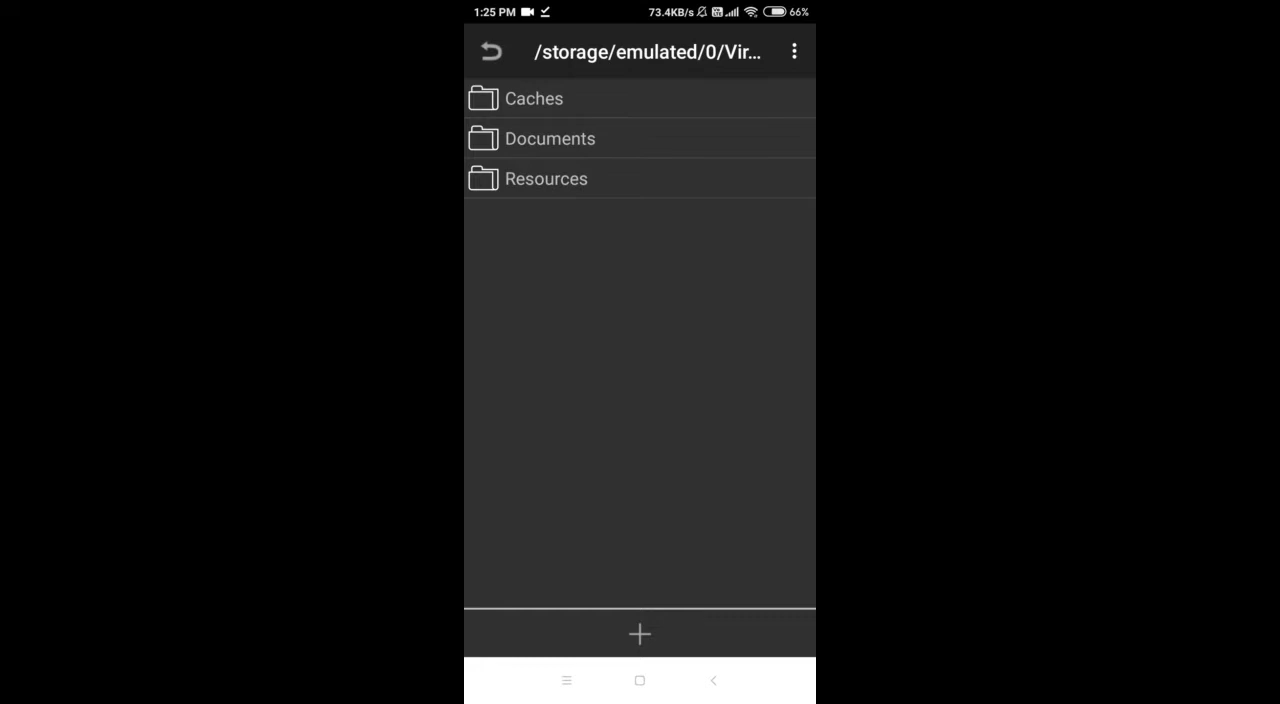 1:25 PM 73.4KB/s 66%
/storage/emulated/0/Vir...
Caches
Documents
Resources